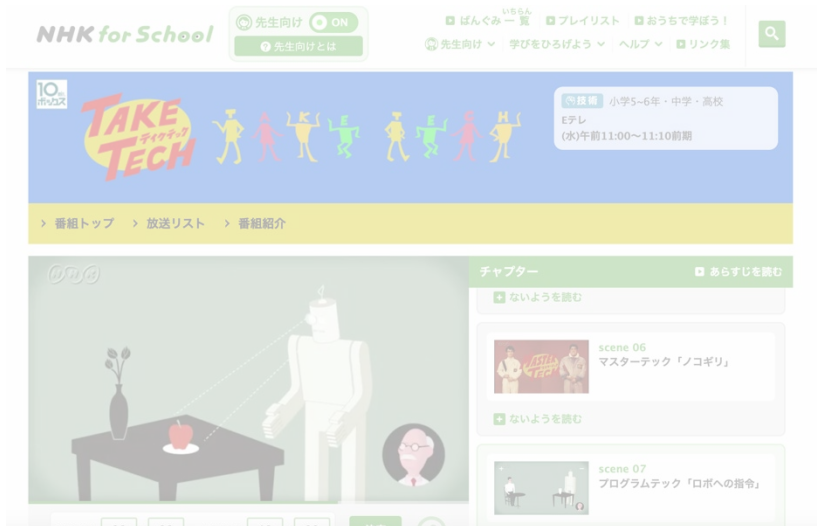 NHK for School
先生向け ON
先生向けとは
いちらん
ばんぐみ一覧 プレイリスト おうちで学ぼう!
先生向け 学びをひろげよう ヘルプ リンク集
10min.
ボックス
TAKE
ティクテック
TECH
TAKE TECH
技術 小学5~6年・中学・高校
Eテレ
(水)午前11:00〜11:10前期
番組トップ 放送リスト 番組紹介
NHK
チャプター あらすじを読む
ないようを読む
scene 06
マスターテック「ノコギリ」
ないようを読む
scene 07
プログラムテック「ロボへの指令」